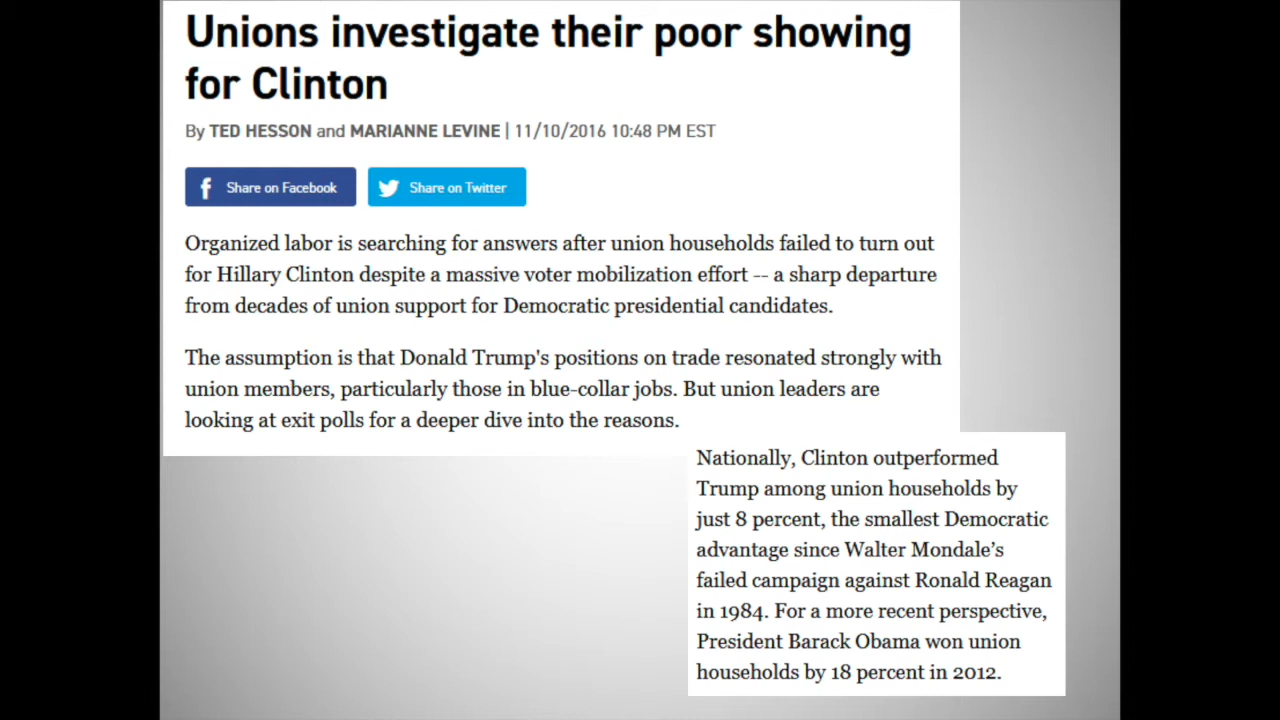 Unions investigate their poor showing
for Clinton
By TED HESSON and MARIANNE LEVINE | 11/10/2016 10:48 PM EST
f Share on Facebook
Share on Twitter
Organized labor is searching for answers after union households failed to turn out
for Hillary Clinton despite a massive voter mobilization effort -- a sharp departure
from decades of union support for Democratic presidential candidates.
The assumption is that Donald Trump's positions on trade resonated strongly with
union members, particularly those in blue-collar jobs. But union leaders are
looking at exit polls for a deeper dive into the reasons.
Nationally, Clinton outperformed
Trump among union households by
just 8 percent, the smallest Democratic
advantage since Walter Mondale’s
failed campaign against Ronald Reagan
in 1984. For a more recent perspective,
President Barack Obama won union
households by 18 percent in 2012.